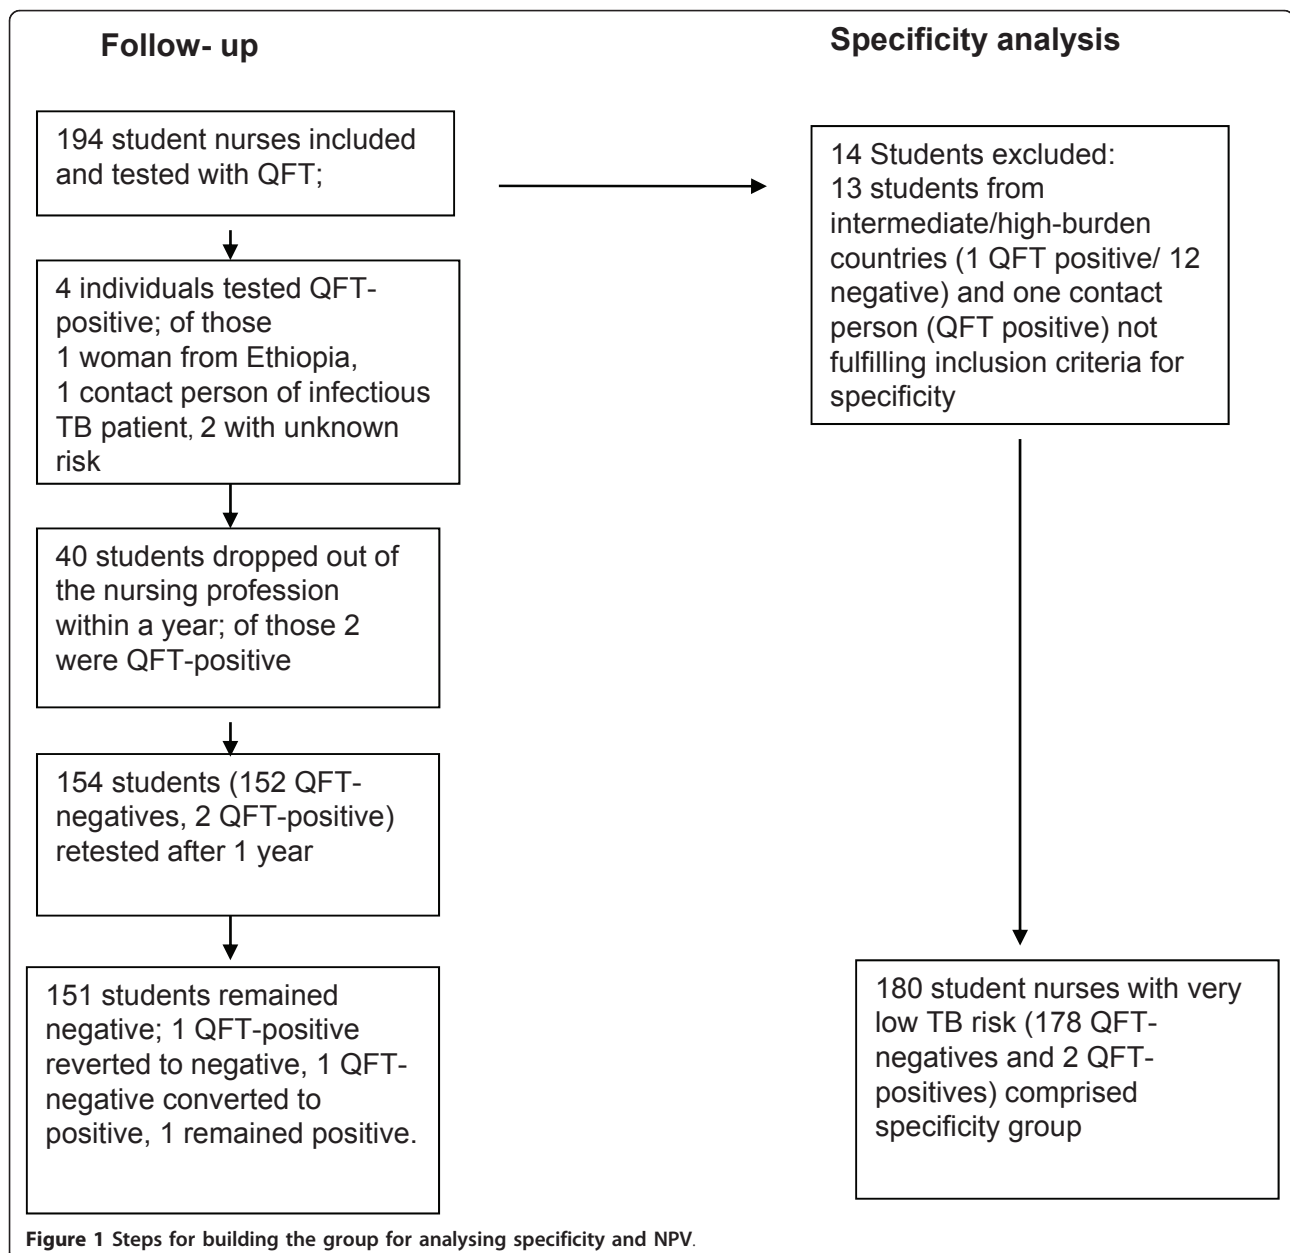 Follow- up
194 student nurses included
and tested with QFT;
4 individuals tested QFT-
positive; of those
1 woman from Ethiopia,
1 contact person of infectious
TB patient, 2 with unknown
risk
40 students dropped out of
the nursing profession
within a year; of those 2
were QFT-positive
154 students (152 QFT-
negatives, 2 QFT-positive)
retested after 1 year
151 students remained
negative; 1 QFT-positive
reverted to negative, 1 QFT-
negative converted to
positive, 1 remained positive.
Specificity analysis
14 Students excluded:
13 students from
intermediate/high-burden
countries (1 QFT positive/ 12
negative) and one contact
person (QFT positive) not
fulfilling inclusion criteria for
specificity
180 student nurses with very
low TB risk (178 QFT-
negatives and 2 QFT-
positives) comprised
specificity group
Figure 1 Steps for building the group for analysing specificity and NPV.